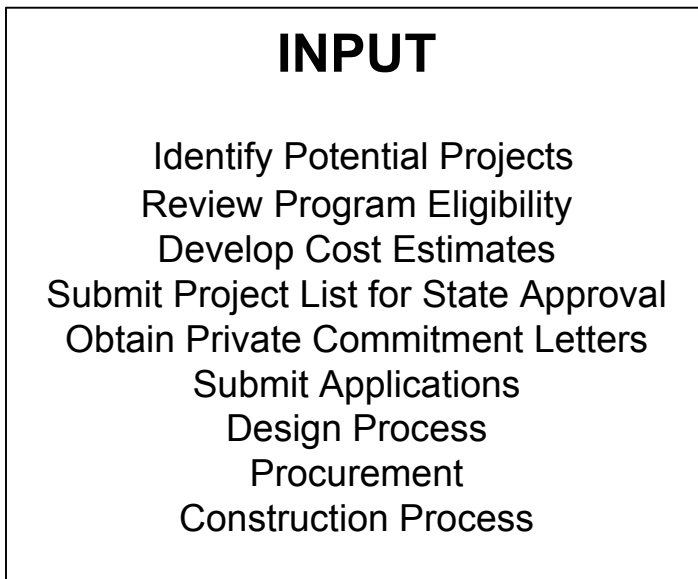 INPUT
Identify Potential Projects
Review Program Eligibility
Develop Cost Estimates
Submit Project List for State Approval
Obtain Private Commitment Letters
Submit Applications
Design Process
Procurement
Construction Process